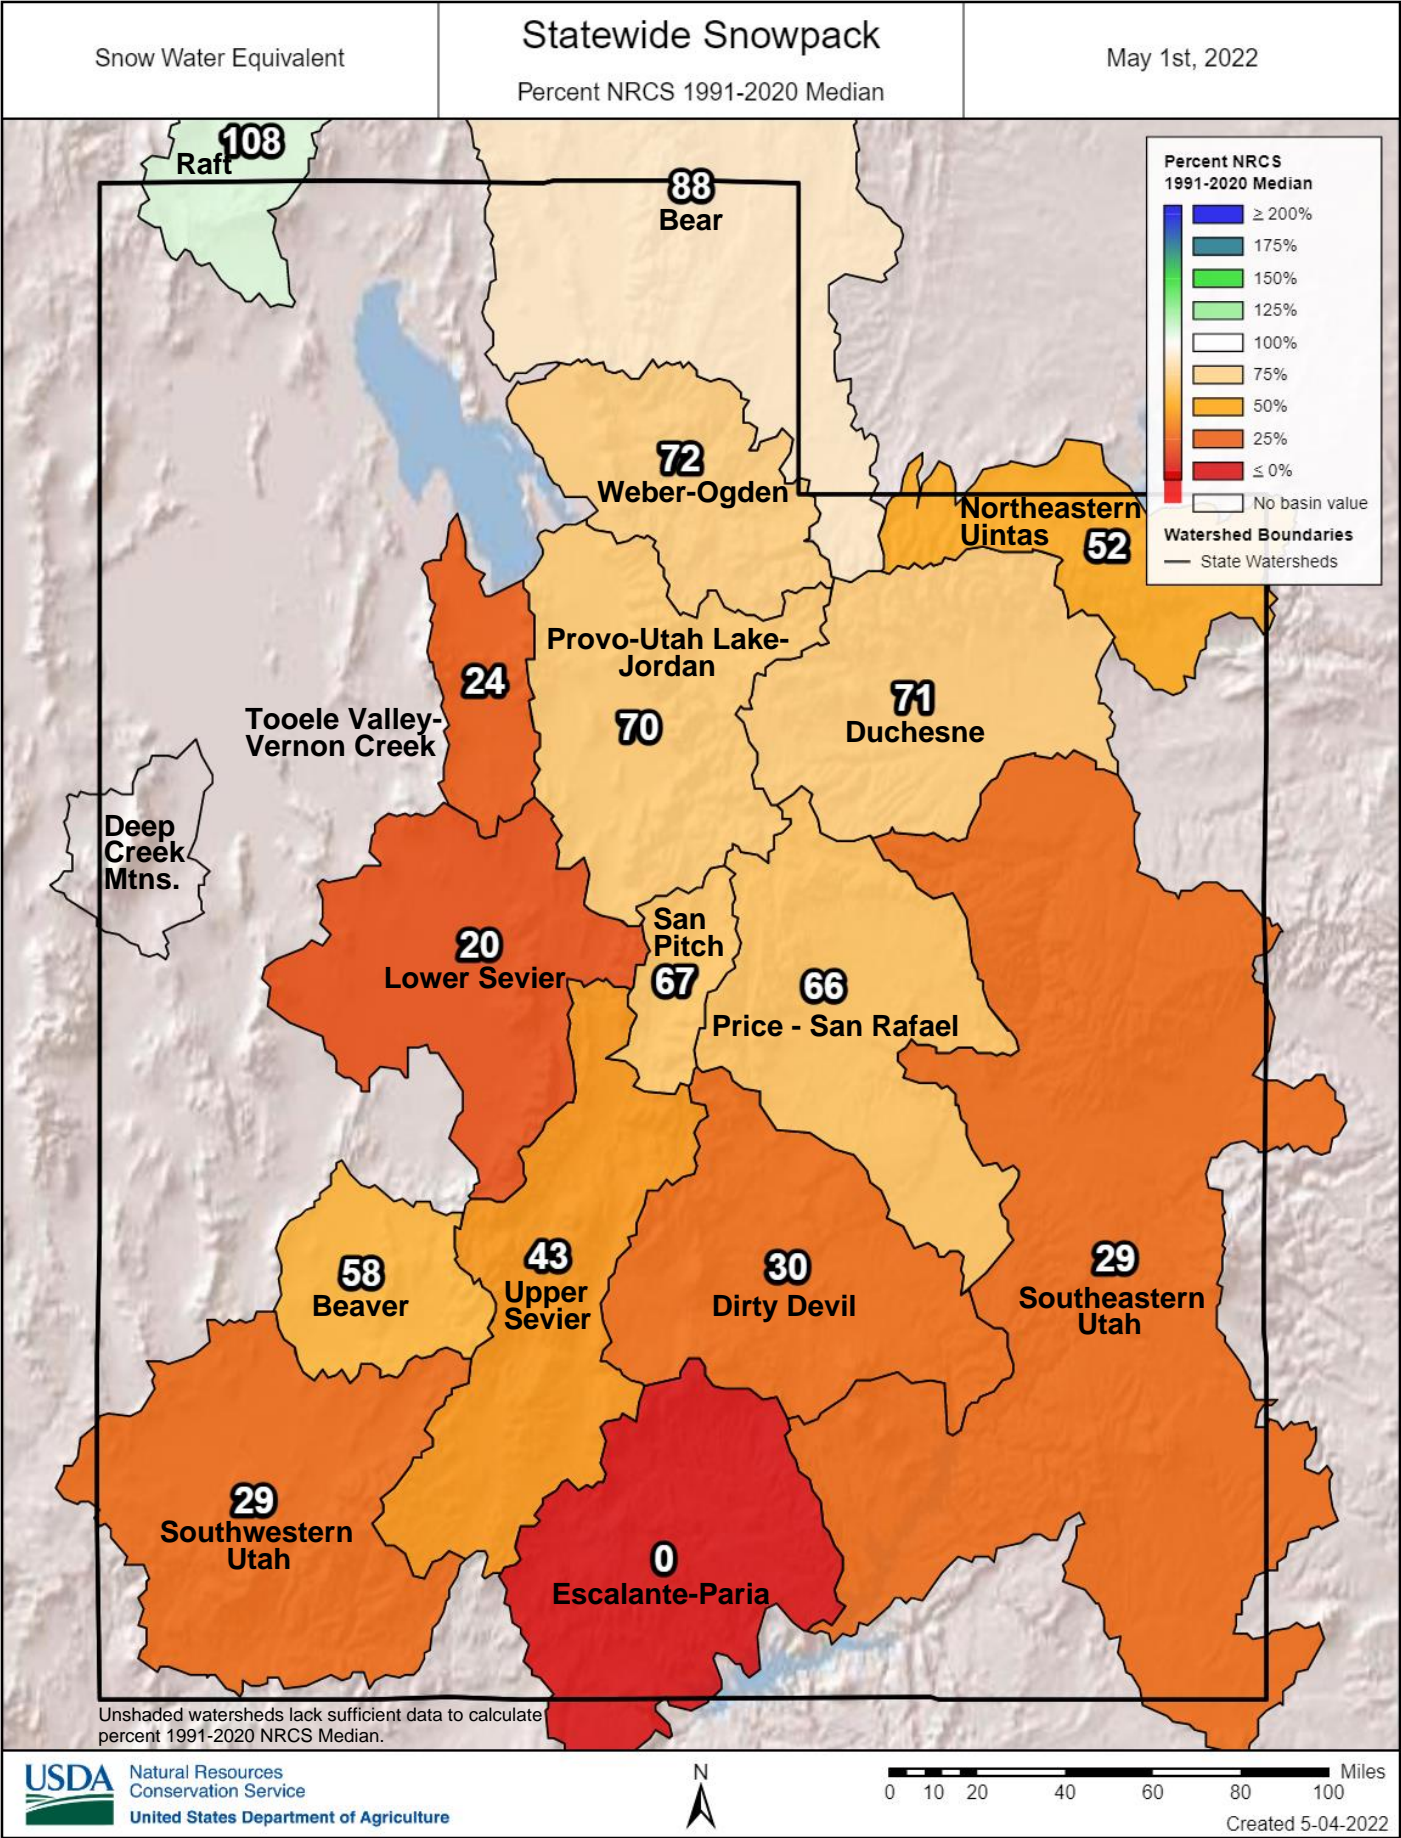 Snow Water Equivalent
Statewide Snowpack
Percent NRCS 1991-2020 Median
May 1st, 2022
Percent NRCS
1991-2020 Median
≥ 200%
175%
150%
125%
100%
75%
50%
25%
≤ 0%
No basin value
Watershed Boundaries
State Watersheds
108
Raft
88
Bear
72
Weber-Ogden
Northeastern
Uintas
52
Provo-Utah Lake-
Jordan
70
24
Tooele Valley-
Vernon Creek
71
Duchesne
Deep
Creek
Mtns.
20
Lower Sevier
San
Pitch
67
66
Price - San Rafael
58
Beaver
43
Upper
Sevier
30
Dirty Devil
29
Southeastern
Utah
29
Southwestern
Utah
0
Escalante-Paria
Unshaded watersheds lack sufficient data to calculate
percent 1991-2020 NRCS Median.
USDA
Natural Resources
Conservation Service
United States Department of Agriculture
N
Miles
0 10 20 40 60 80 100
Created 5-04-2022